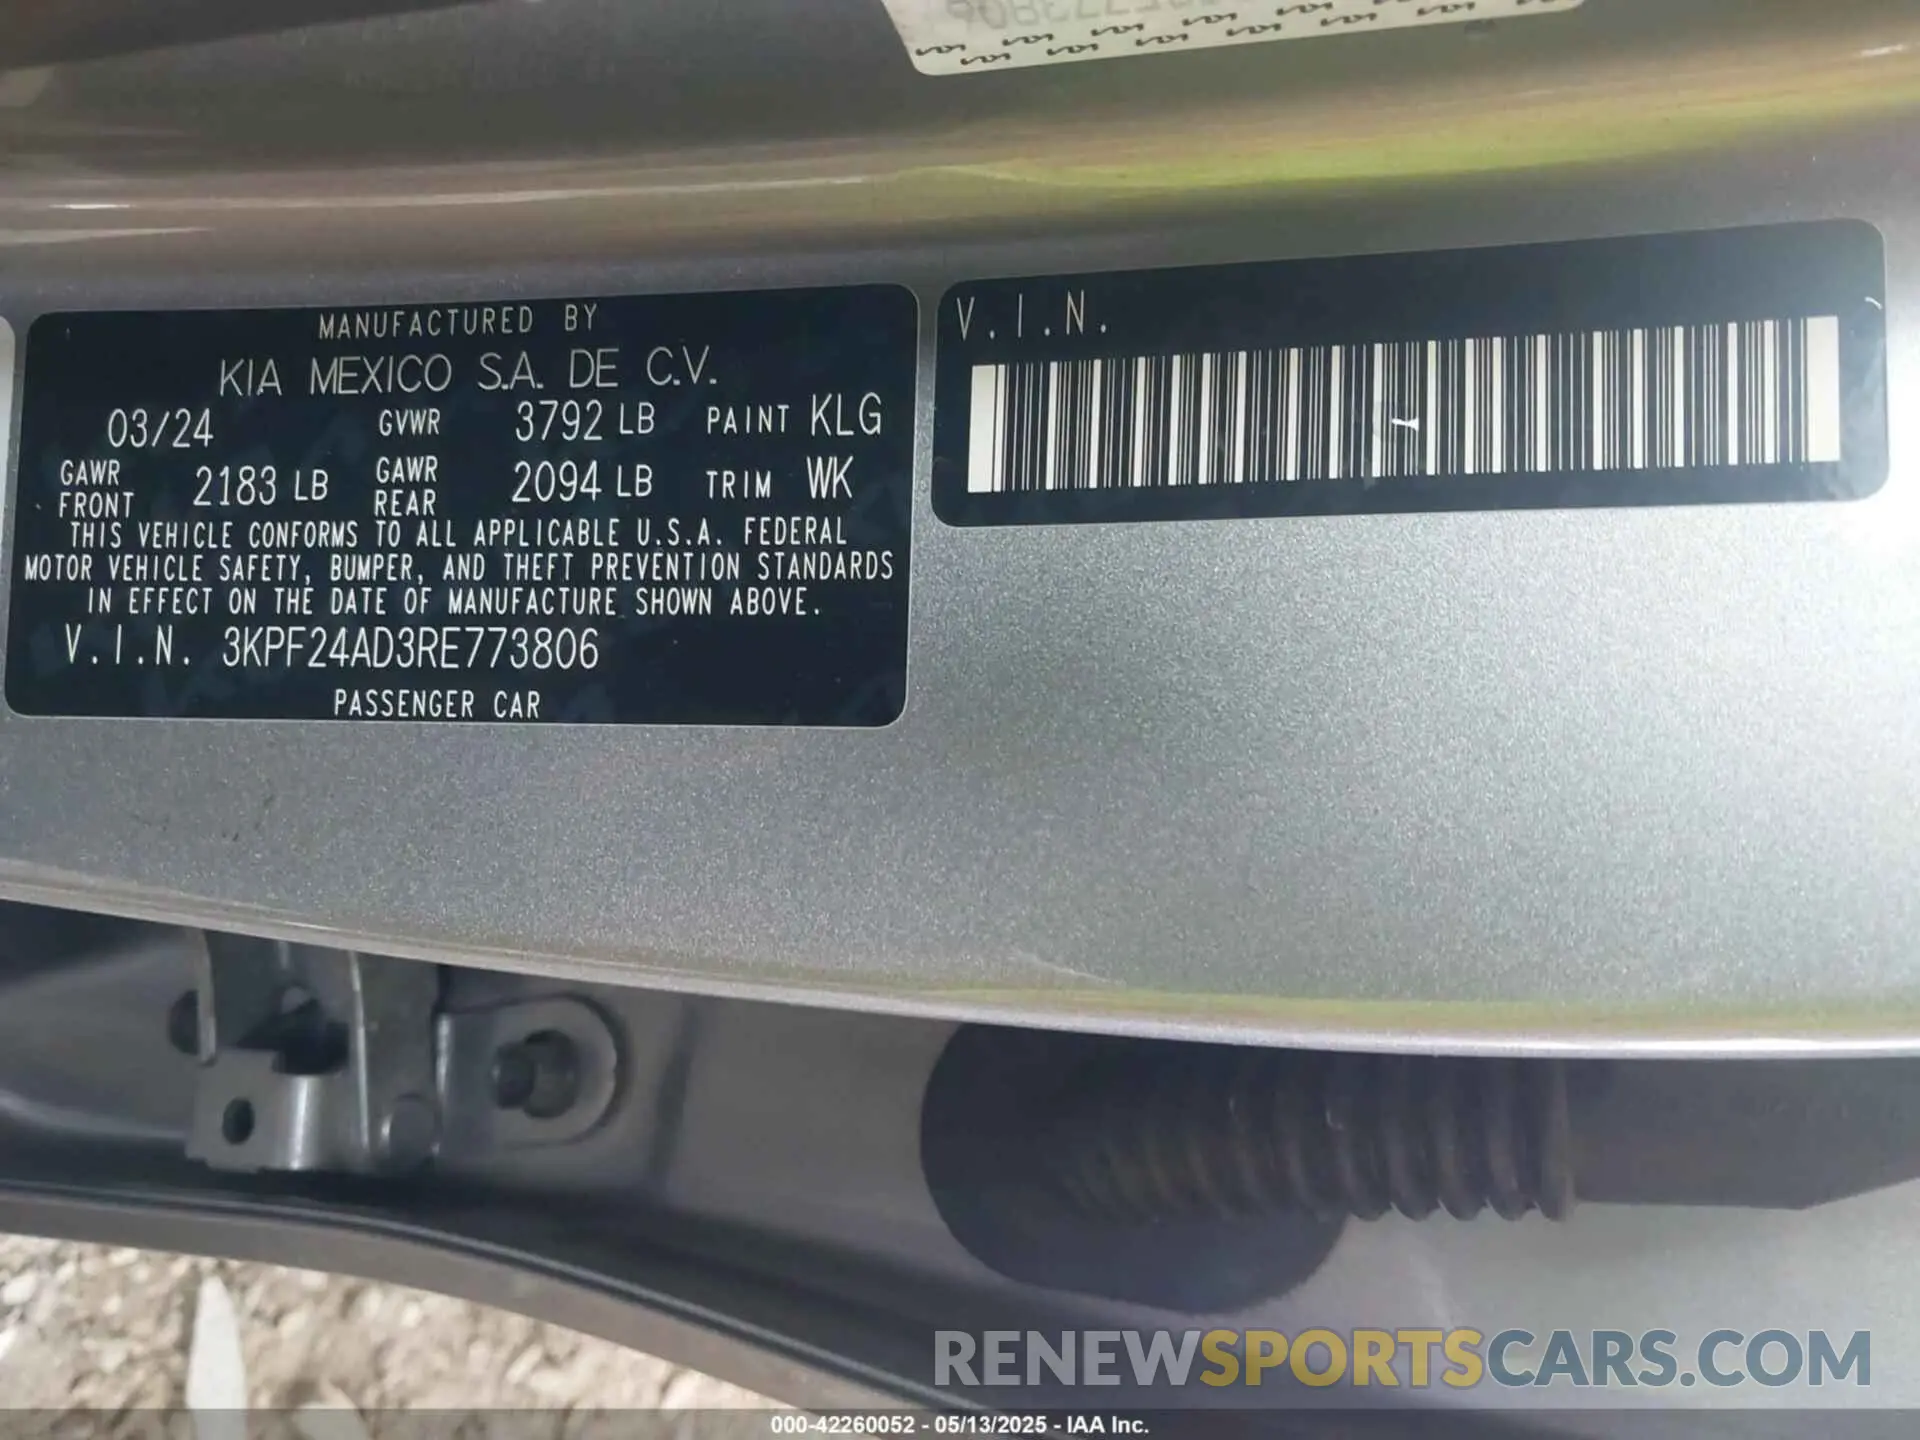 MANUFACTURED BY
KIA MEXICO S.A. DE C.V.
03/24 GVWR 3792 LB PAINT KLG
GAWR FRONT 2183 LB GAWR REAR 2094 LB TRIM WK
THIS VEHICLE CONFORMS TO ALL APPLICABLE U.S.A. FEDERAL
MOTOR VEHICLE SAFETY, BUMPER, AND THEFT PREVENTION STANDARDS
IN EFFECT ON THE DATE OF MANUFACTURE SHOWN ABOVE.
V.I.N. 3KPF24AD3RE773806
PASSENGER CAR
V.I.N.
RENEWSPORTSCARS.COM
000-42260052 - 05/13/2025 - IAA Inc.